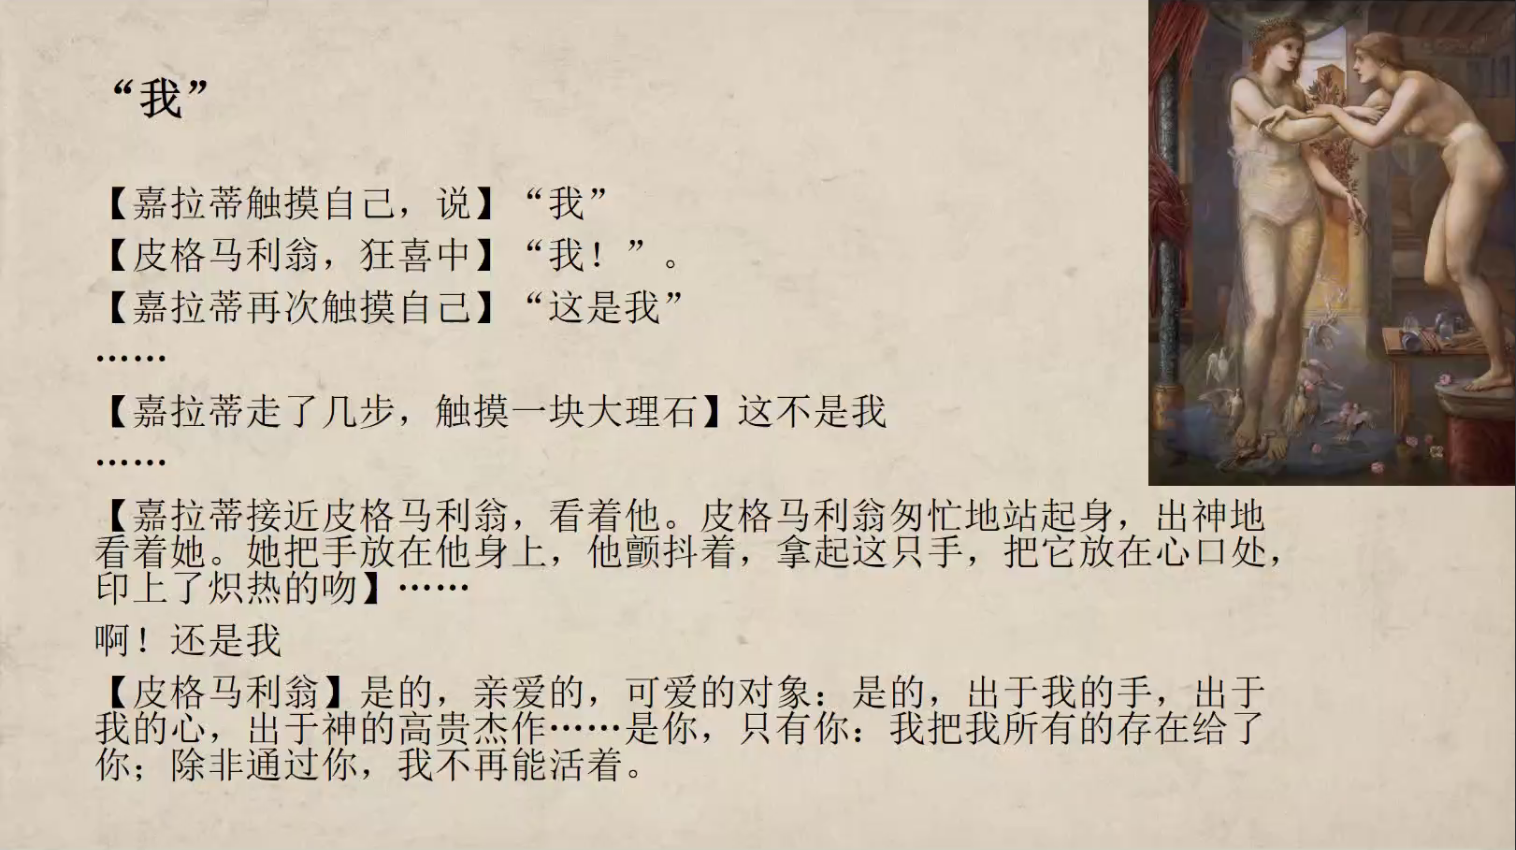 “我”
【嘉拉蒂触摸自己，说】“我”
【皮格马利翁，狂喜中】“我！”。
【嘉拉蒂再次触摸自己】“这是我”
……
【嘉拉蒂走了几步，触摸一块大理石】这不是我
……
【嘉拉蒂接近皮格马利翁，看着他。皮格马利翁匆忙地站起身，出神地
看着她。她把手放在他身上，他颤抖着，拿起这只手，把它放在心口处，
印上了炽热的吻】……
啊！还是我
【皮格马利翁】是的，亲爱的，可爱的对象：是的，出于我的手，出于
我的心，出于神的高贵杰作……是你，只有你：我把我所有的存在给了
你；除非通过你，我不再能活着。